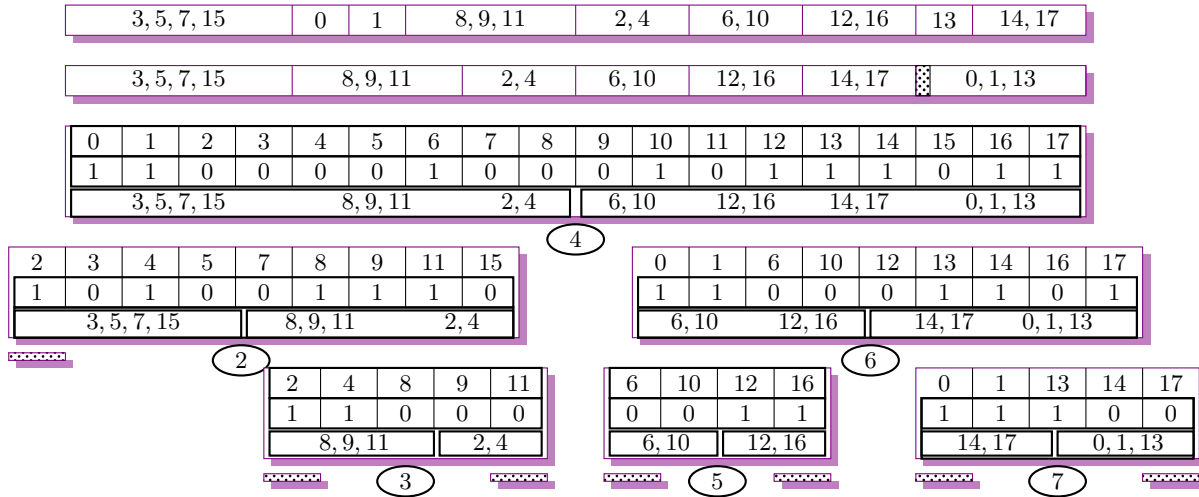 3, 5, 7, 15 0 1 8, 9, 11 2, 4 6, 10 12, 16 13 14, 17
3, 5, 7, 15 8, 9, 11 2, 4 6, 10 12, 16 14, 17 0, 1, 13
0 1 2 3 4 5 6 7 8 9 10 11 12 13 14 15 16 17
1 1 0 0 0 0 1 0 0 0 1 0 1 1 1 0 1 1
3, 5, 7, 15 8, 9, 11 2, 4 6, 10 12, 16 14, 17 0, 1, 13
4
2 3 4 5 7 8 9 11 15 0 1 6 10 12 13 14 16 17
1 0 1 0 0 1 1 1 0 1 1 0 0 0 1 1 0 1
3, 5, 7, 15 8, 9, 11 2, 4 6, 10 12, 16 14, 17 0, 1, 13
2 6
2 4 8 9 11 6 10 12 16 0 1 13 14 17
1 1 0 0 0 0 0 1 1 1 1 1 0 0
8, 9, 11 2, 4 6, 10 12, 16 14, 17 0, 1, 13
3 5 7